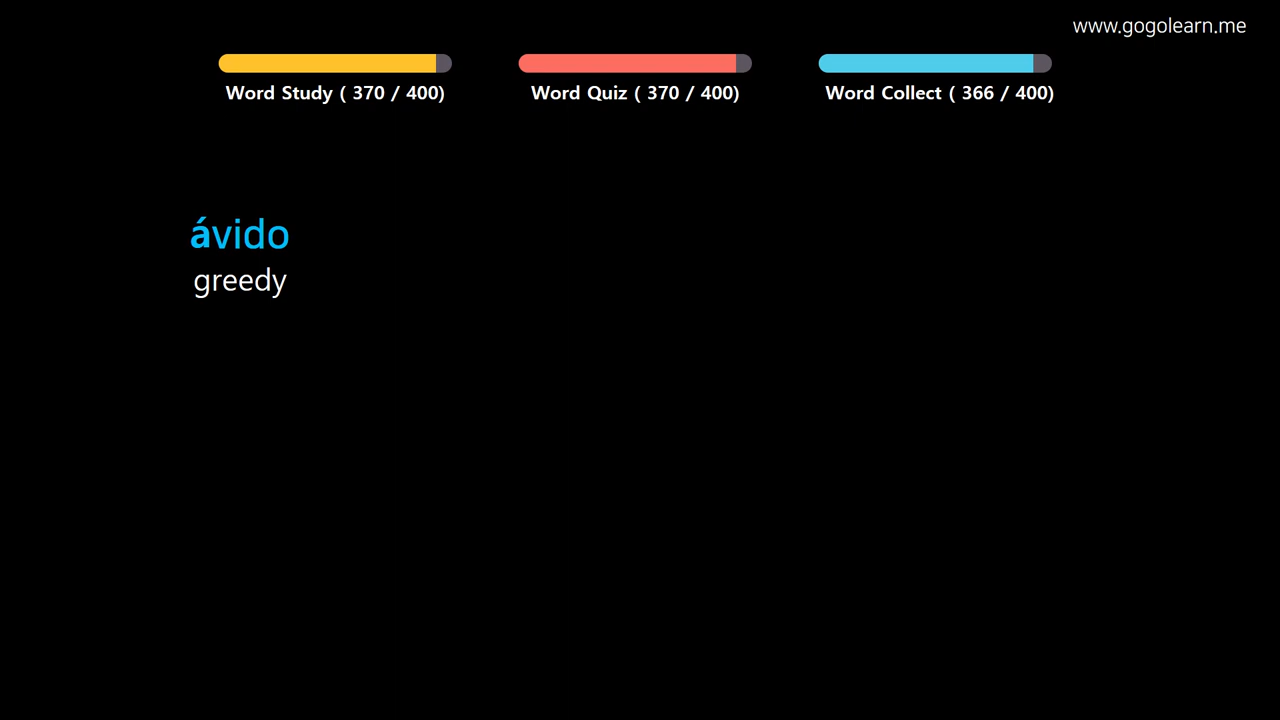 www.gogolearn.me
Word Study ( 370 / 400)
Word Quiz ( 370 / 400)
Word Collect ( 366 / 400)
ávido
greedy